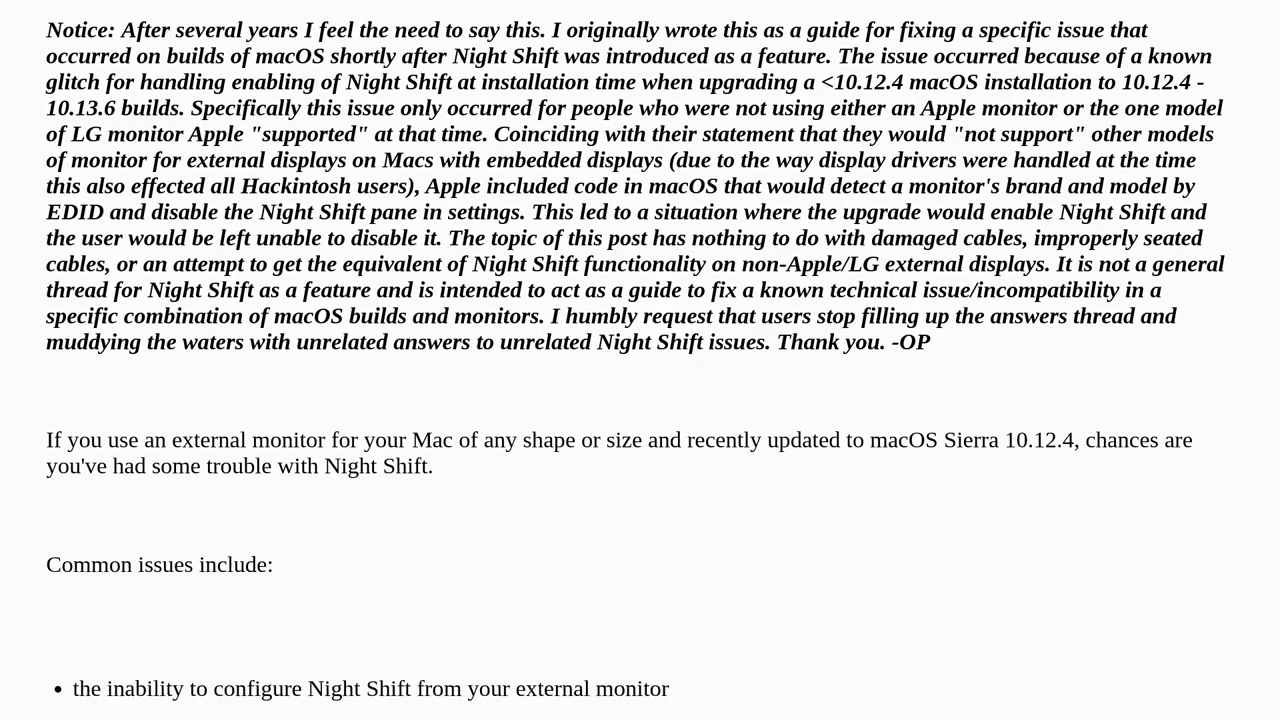 Notice: After several years I feel the need to say this. I originally wrote this as a guide for fixing a specific issue that
occurred on builds of macOS shortly after Night Shift was introduced as a feature. The issue occurred because of a known
glitch for handling enabling of Night Shift at installation time when upgrading a <10.12.4 macOS installation to 10.12.4 -
10.13.6 builds. Specifically this issue only occurred for people who were not using either an Apple monitor or the one model
of LG monitor Apple "supported" at that time. Coinciding with their statement that they would "not support" other models
of monitor for external displays on Macs with embedded displays (due to the way display drivers were handled at the time
this also effected all Hackintosh users), Apple included code in macOS that would detect a monitor's brand and model by
EDID and disable the Night Shift pane in settings. This led to a situation where the upgrade would enable Night Shift and
the user would be left unable to disable it. The topic of this post has nothing to do with damaged cables, improperly seated
cables, or an attempt to get the equivalent of Night Shift functionality on non-Apple/LG external displays. It is not a general
thread for Night Shift as a feature and is intended to act as a guide to fix a known technical issue/incompatibility in a
specific combination of macOS builds and monitors. I humbly request that users stop filling up the answers thread and
muddying the waters with unrelated answers to unrelated Night Shift issues. Thank you. -OP
If you use an external monitor for your Mac of any shape or size and recently updated to macOS Sierra 10.12.4, chances are
you've had some trouble with Night Shift.
Common issues include:
• the inability to configure Night Shift from your external monitor